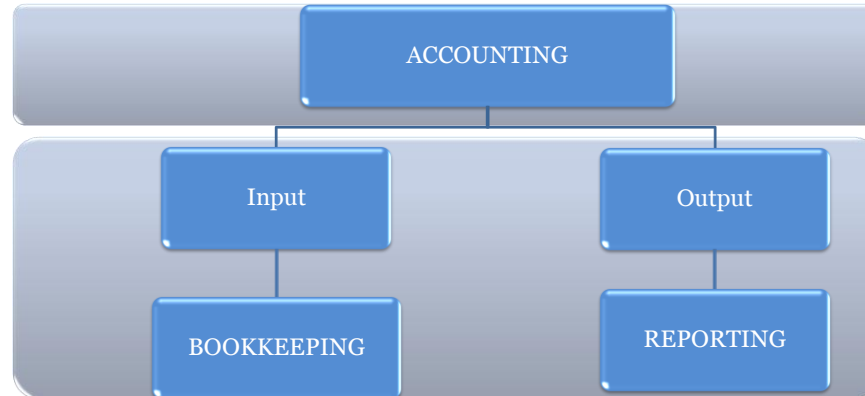 ACCOUNTING
Input
Output
BOOKKEEPING
REPORTING